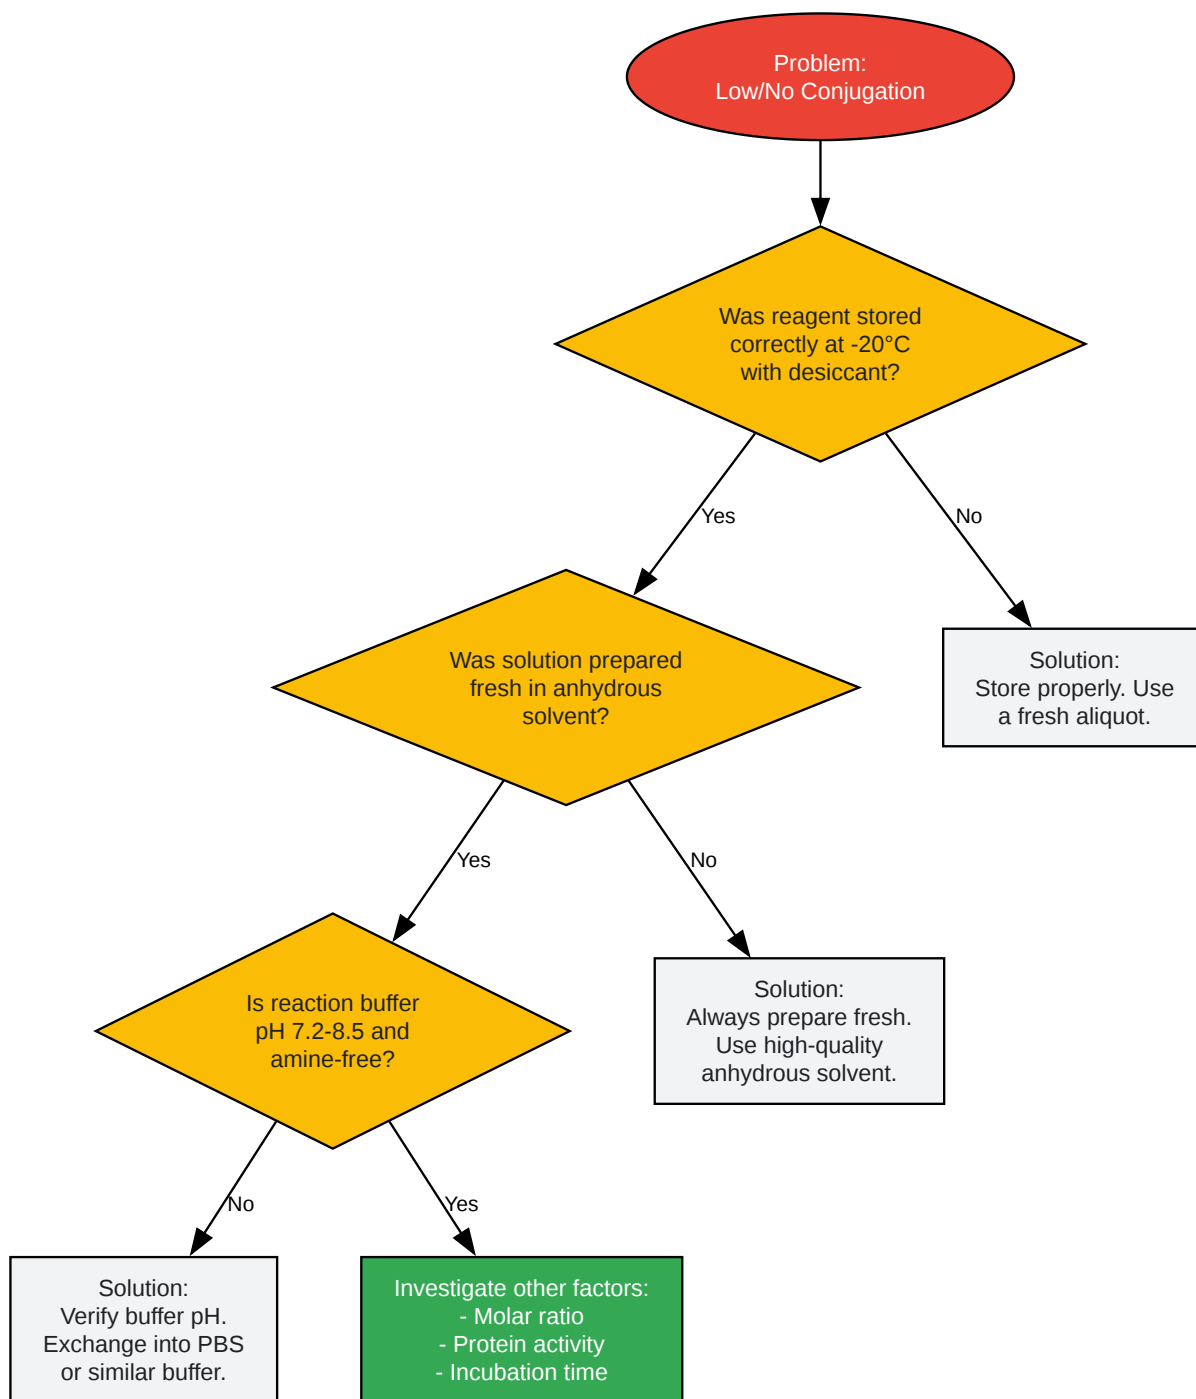 Problem:
Low/No Conjugation
Was reagent stored
correctly at -20°C
with desiccant?
Yes
No
Was solution prepared
fresh in anhydrous
solvent?
Solution:
Store properly. Use
a fresh aliquot.
Yes
No
Is reaction buffer
pH 7.2-8.5 and
amine-free?
Solution:
Always prepare fresh.
Use high-quality
anhydrous solvent.
No
Yes
Solution:
Verify buffer pH.
Exchange into PBS
or similar buffer.
Investigate other factors:
- Molar ratio
- Protein activity
- Incubation time